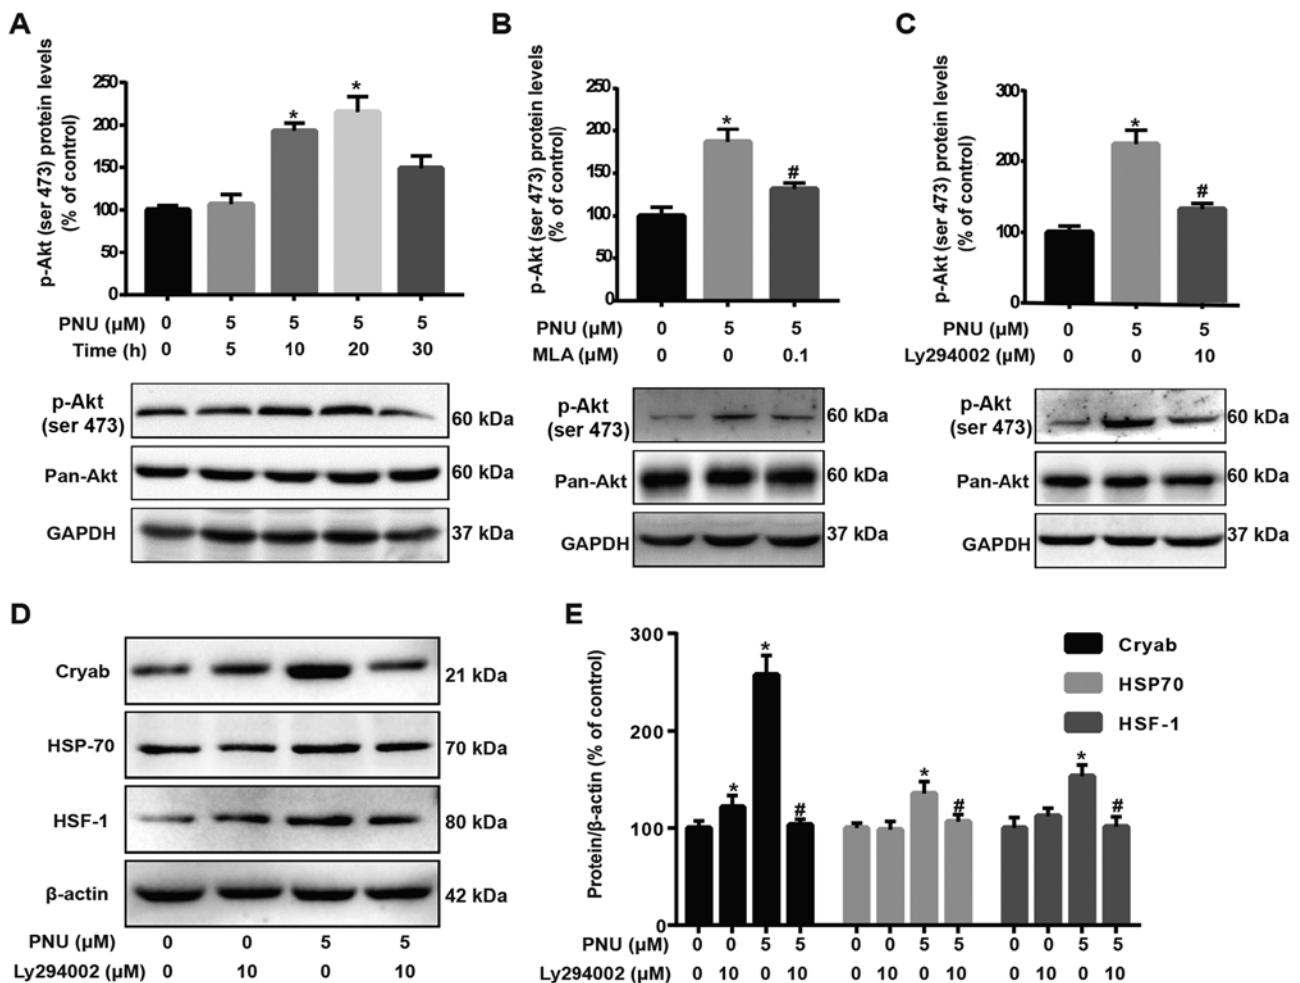 A
p-Akt (ser 473) protein levels
(% of control)
250
200
150
100
50
0
* *
PNU (μM) 0 5 5 5 5
Time (h) 0 5 10 20 30
p-Akt
(ser 473)
60 kDa
Pan-Akt 60 kDa
GAPDH 37 kDa
B
p-Akt (ser 473) protein levels
(% of control)
250
200
150
100
50
0
* #
PNU (μM) 0 5 5
MLA (μM) 0 0 0.1
p-Akt
(ser 473)
60 kDa
Pan-Akt 60 kDa
GAPDH 37 kDa
C
p-Akt (ser 473) protein levels
(% of control)
300
200
100
0
* #
PNU (μM) 0 5 5
Ly294002 (μM) 0 0 10
p-Akt
(ser 473)
60 kDa
Pan-Akt 60 kDa
GAPDH 37 kDa
D
Cryab 21 kDa
HSP-70 70 kDa
HSF-1 80 kDa
β-actin 42 kDa
PNU (μM) 0 0 5 5
Ly294002 (μM) 0 10 0 10
E
Protein/β-actin (% of control)
300
200
100
0
* * # * # * #
Cryab
HSP70
HSF-1
PNU (μM) 0 0 5 5 0 0 5 5 0 0 5 5
Ly294002 (μM) 0 10 0 10 0 10 0 10 0 10 0 10